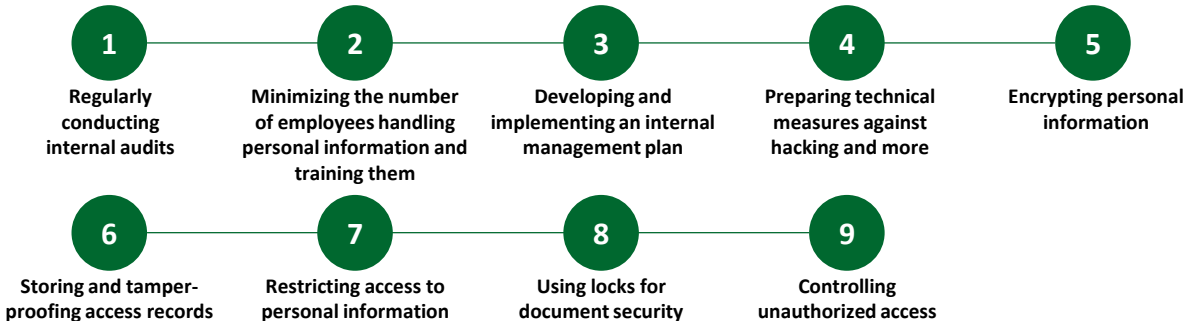 1 2 3 4 5
Regularly
conducting
internal audits
Minimizing the number
of employees handling
personal information and
training them
Developing and
implementing an internal
management plan
Preparing technical
measures against
hacking and more
Encrypting personal
information
6 7 8 9
Storing and tamper-
proofing access records
Restricting access to
personal information
Using locks for
document security
Controlling
unauthorized access